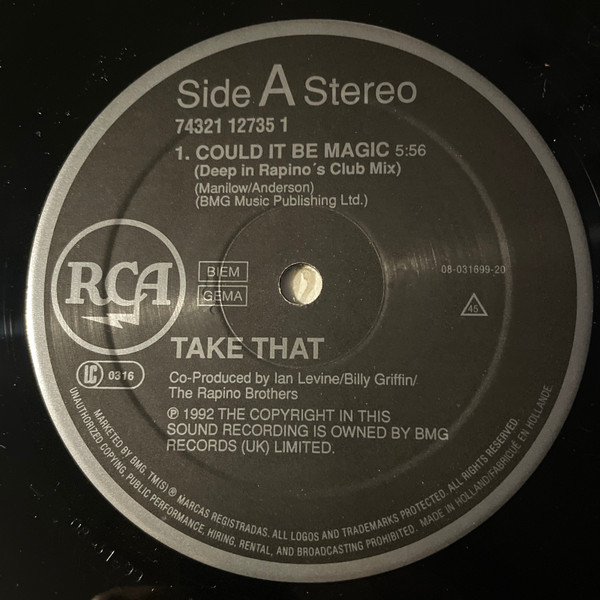 Side A Stereo
74321 12735 1
1. COULD IT BE MAGIC 5:56
(Deep in Rapino´s Club Mix)
(Manilow/Anderson)
(BMG Music Publishing Ltd.)
RCA
BIEM
GEMA
08-031699-20
45
TAKE THAT
LC 0316
Co-Produced by Ian Levine/Billy Griffin/
The Rapino Brothers
℗ 1992 THE COPYRIGHT IN THIS
SOUND RECORDING IS OWNED BY BMG
RECORDS (UK) LIMITED.
MARKETED BY BMG. TM(S) ® MARCAS REGISTRADAS. ALL LOGOS AND TRADEMARKS PROTECTED. ALL RIGHTS RESERVED.
UNAUTHORIZED COPYING, PUBLIC PERFORMANCE, HIRING, RENTAL, AND BROADCASTING PROHIBITED. MADE IN HOLLAND/FABRIQUÉ EN HOLLANDE